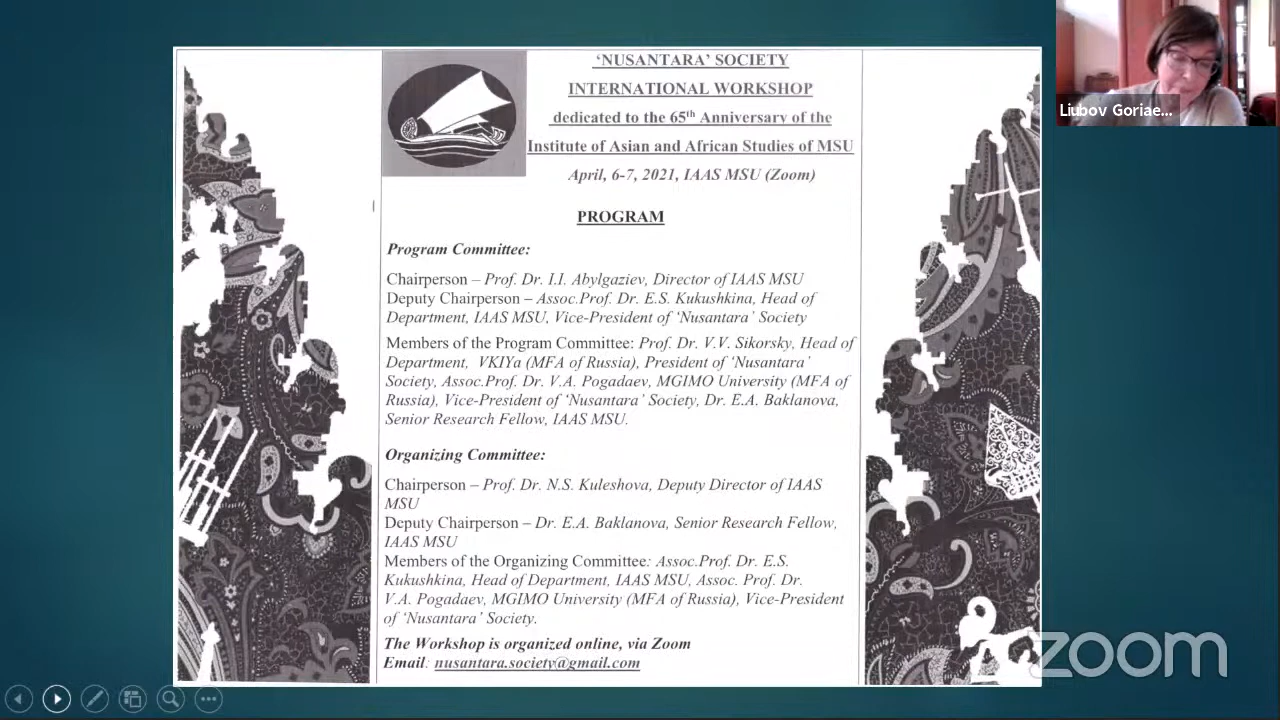 ‘NUSANTARA’ SOCIETY
INTERNATIONAL WORKSHOP
dedicated to the 65th Anniversary of the
Institute of Asian and African Studies of MSU
April, 6-7, 2021, IAAS MSU (Zoom)
PROGRAM
Program Committee:
Chairperson – Prof. Dr. I.I. Abylgaziev, Director of IAAS MSU
Deputy Chairperson – Assoc.Prof. Dr. E.S. Kukushkina, Head of
Department, IAAS MSU, Vice-President of ‘Nusantara’ Society
Members of the Program Committee: Prof. Dr. V.V. Sikorsky, Head of
Department, VKIYa (MFA of Russia), President of ‘Nusantara’
Society, Assoc.Prof. Dr. V.A. Pogadaev, MGIMO University (MFA of
Russia), Vice-President of ‘Nusantara’ Society, Dr. E.A. Baklanova,
Senior Research Fellow, IAAS MSU.
Organizing Committee:
Chairperson – Prof. Dr. N.S. Kuleshova, Deputy Director of IAAS
MSU
Deputy Chairperson – Dr. E.A. Baklanova, Senior Research Fellow,
IAAS MSU
Members of the Organizing Committee: Assoc.Prof. Dr. E.S.
Kukushkina, Head of Department, IAAS MSU, Assoc. Prof. Dr.
V.A. Pogadaev, MGIMO University (MFA of Russia), Vice-President
of ‘Nusantara’ Society.
The Workshop is organized online, via Zoom
Email: nusantara.society@gmail.com
Liubov Goriae...
zoom